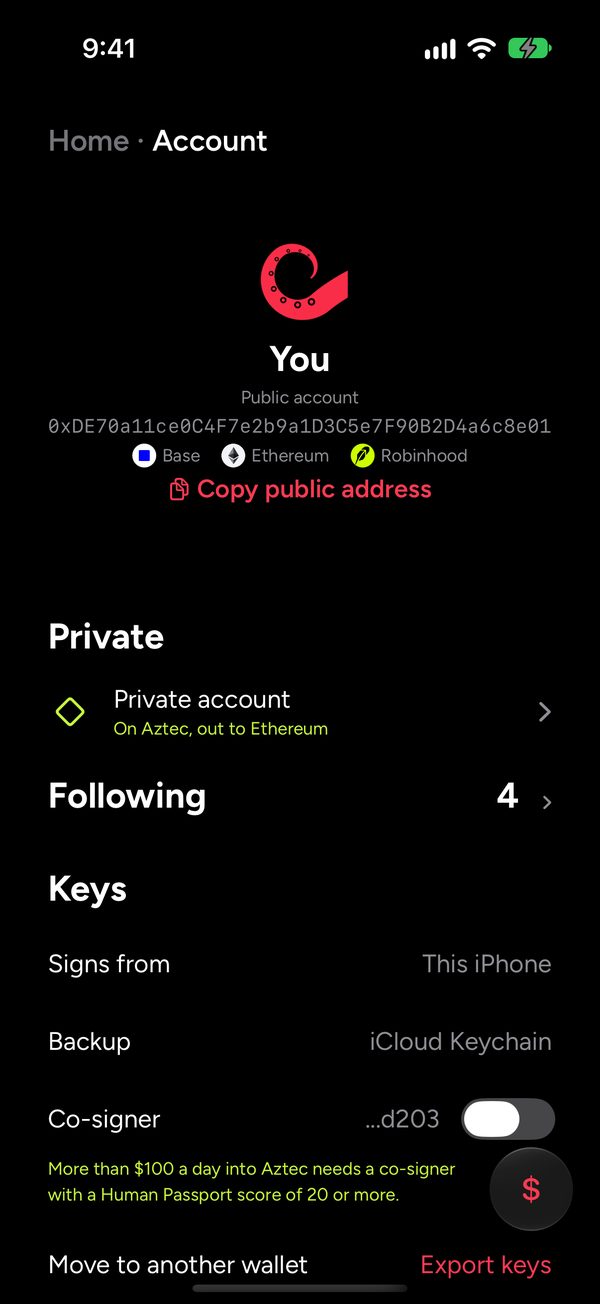 9:41
Home · Account
You
Public account
0xDE70a11ce0C4F7e2b9a1D3C5e7F90B2D4a6c8e01
Base Ethereum Robinhood
Copy public address
Private
Private account
On Aztec, out to Ethereum
Following 4
Keys
Signs from This iPhone
Backup iCloud Keychain
Co-signer ...d203
More than $100 a day into Aztec needs a co-signer
with a Human Passport score of 20 or more.
$
Move to another wallet Export keys